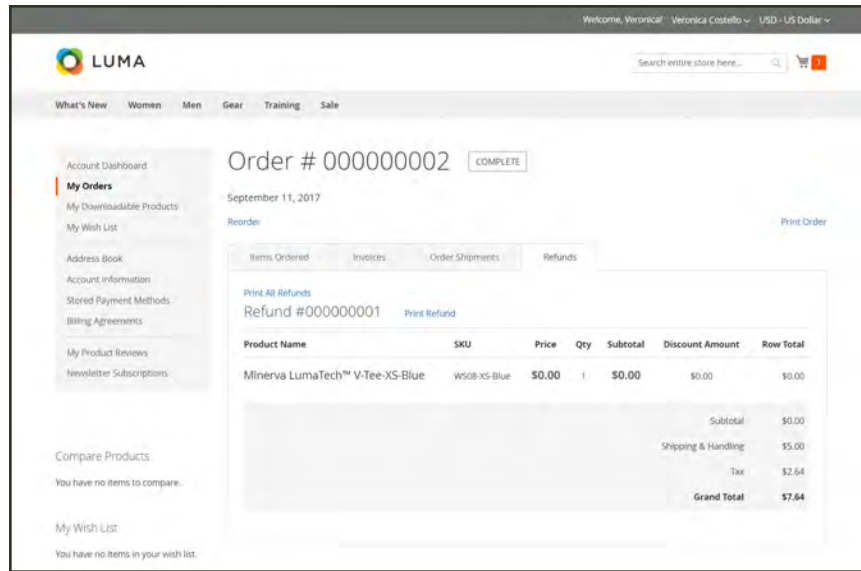 Welcome, Veronica! Veronica Costello USD - US Dollar
LUMA
Search entire store here...
1
What's New Women Men Gear Training Sale
Account Dashboard
My Orders
My Downloadable Products
My Wish List
Address Book
Account Information
Stored Payment Methods
Billing Agreements
My Product Reviews
Newsletter Subscriptions
Compare Products
You have no items to compare.
My Wish List
You have no items in your wish list.
Order # 000000002 COMPLETE
September 11, 2017
Reorder Print Order
Items Ordered Invoices Order Shipments Refunds
Print All Refunds
Refund #000000001 Print Refund
Product Name SKU Price Qty Subtotal Discount Amount Row Total
Minerva LumaTech™ V-Tee-XS-Blue WS08-XS-Blue $0.00 1 $0.00 $0.00 $0.00
Subtotal $0.00
Shipping & Handling $5.00
Tax $2.64
Grand Total $7.64